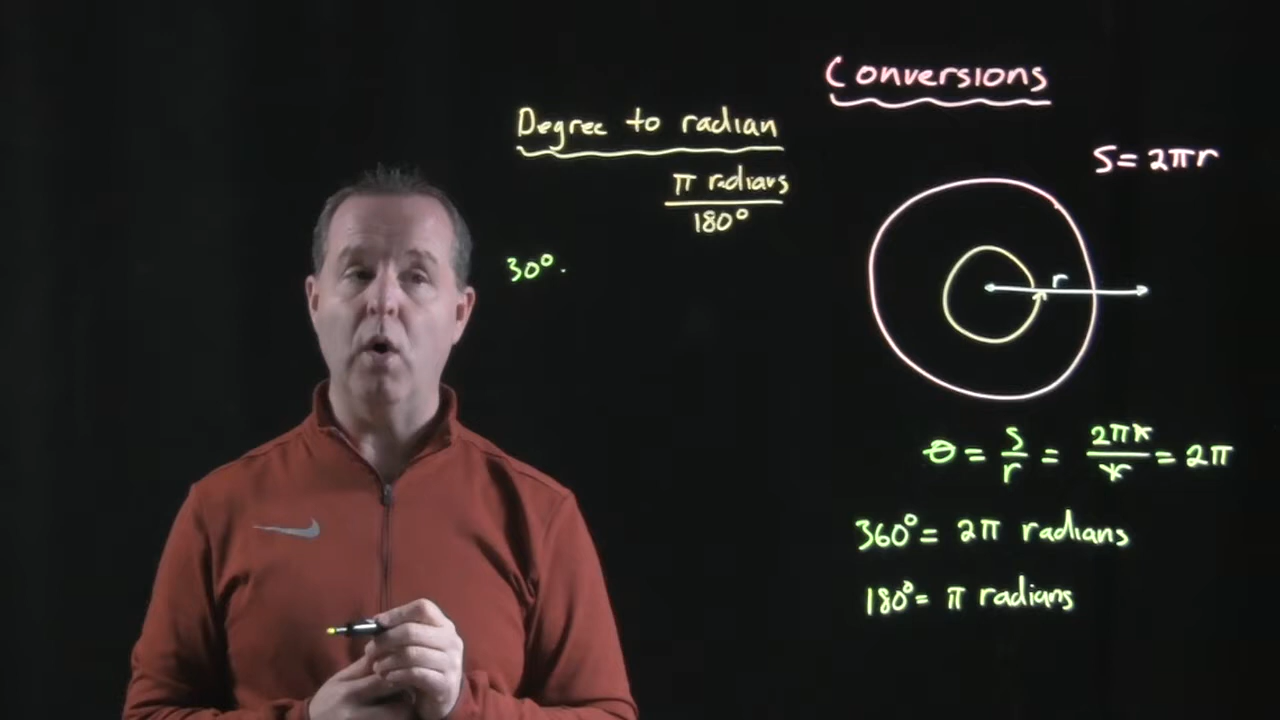 Conversions
Degree to radian
π radians
180°
30°.
S = 2πr
r
θ = s/r = 2πr/r = 2π
360° = 2π radians
180° = π radians